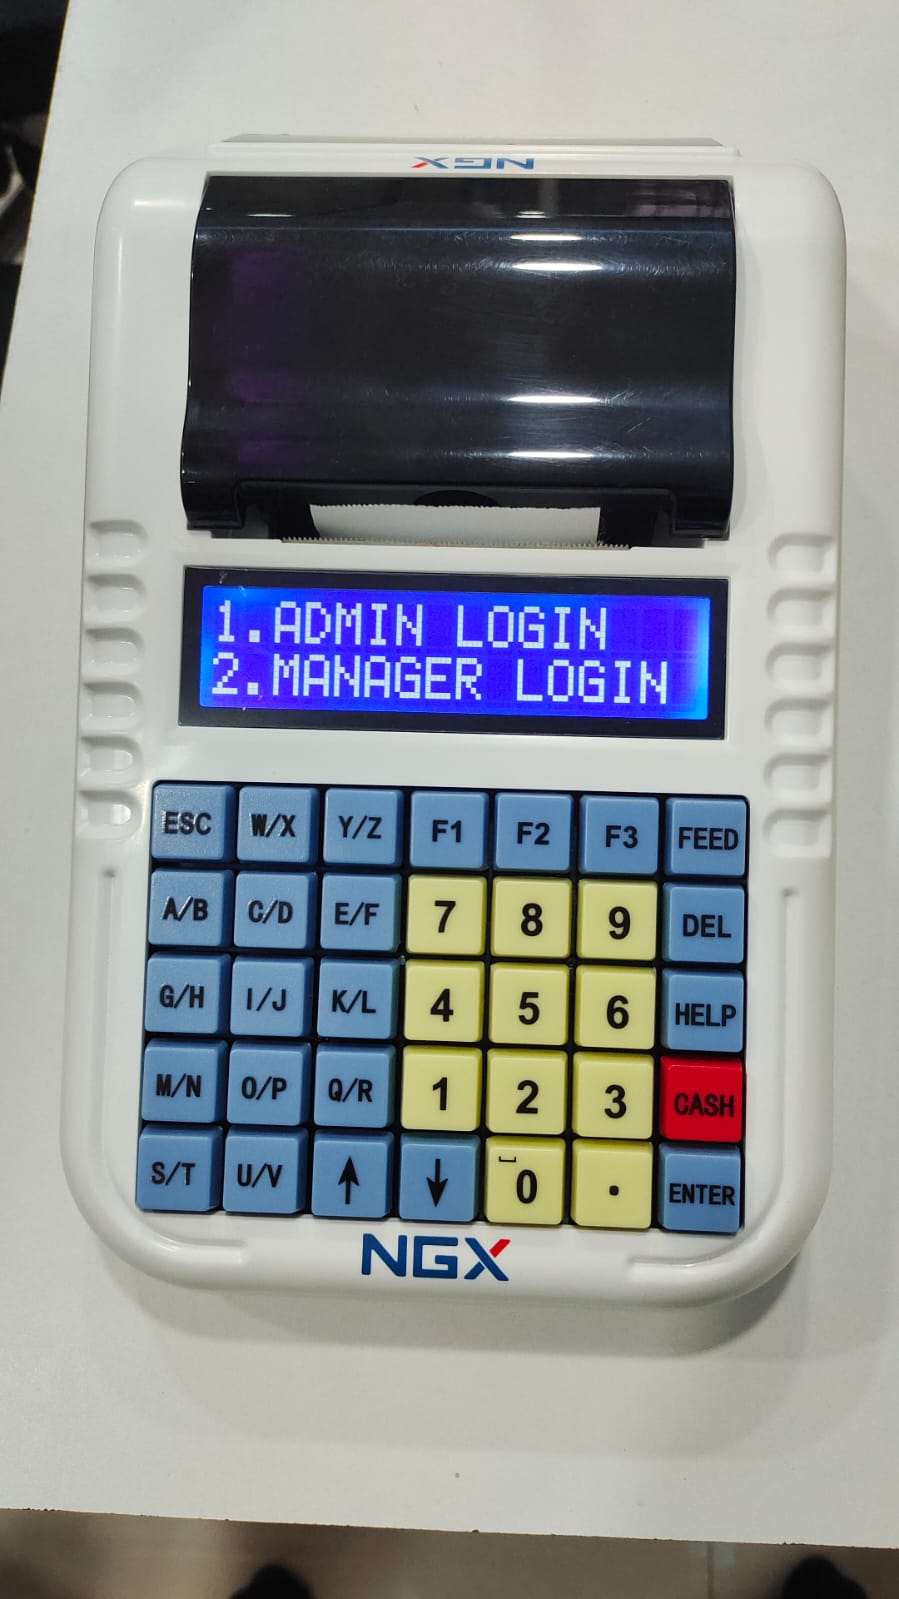 NGX
1.ADMIN LOGIN
2.MANAGER LOGIN
ESC W/X Y/Z F1 F2 F3 FEED
A/B C/D E/F 7 8 9 DEL
G/H I/J K/L 4 5 6 HELP
M/N O/P Q/R 1 2 3 CASH
S/T U/V ↑ ↓ 0 . ENTER
NGX